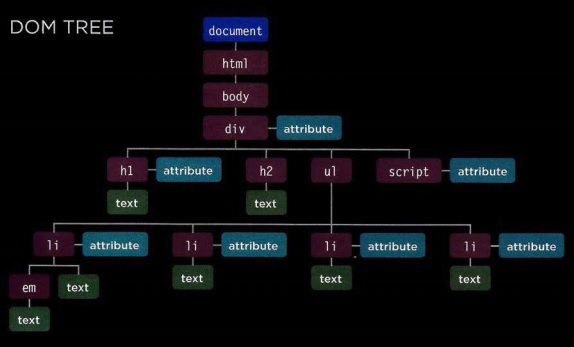 DOM TREE
document
html
body
div
attribute
h1
attribute
h2
ul
script
attribute
text
text
li
attribute
li
attribute
li
attribute
li
attribute
em
text
text
text
text
text